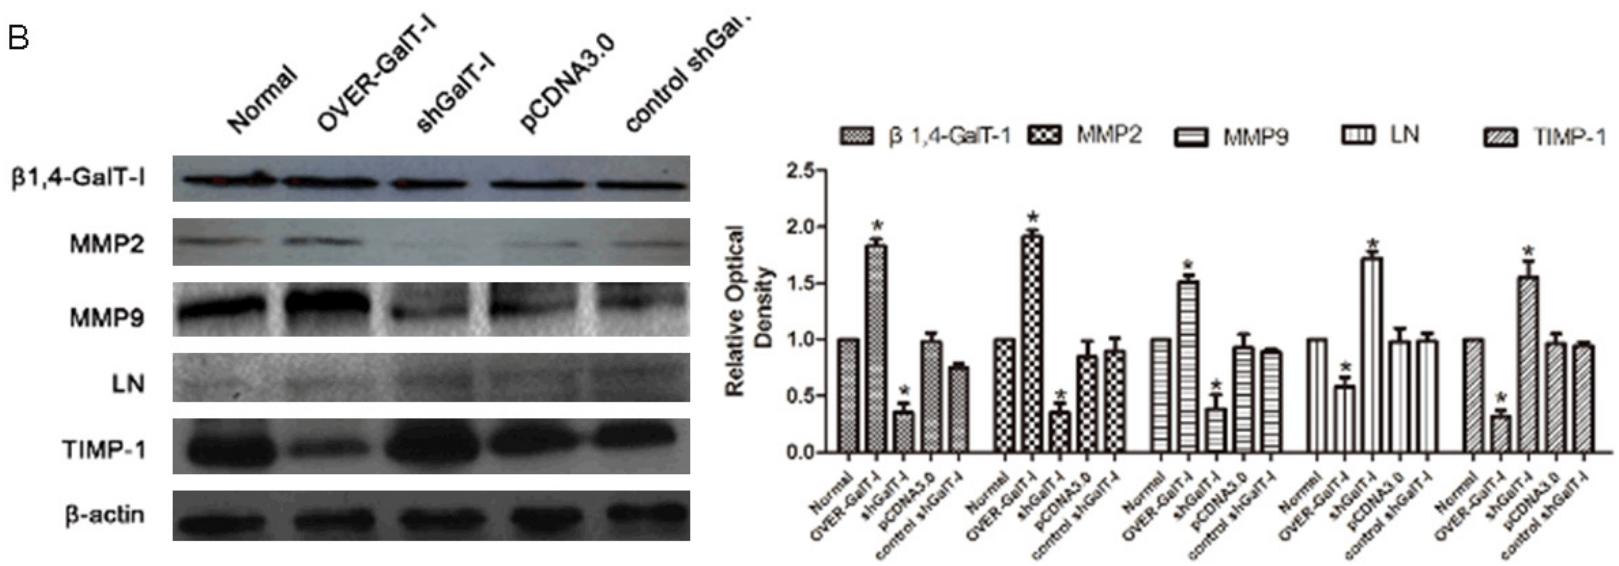 B
Normal
OVER-GalT-I
shGalT-I
pCDNA3.0
control shGal
β1,4-GalT-I
MMP2
MMP9
LN
TIMP-1
β-actin
β 1,4-GalT-1
MMP2
MMP9
LN
TIMP-1
Relative Optical
Density
2.5
2.0
1.5
1.0
0.5
0.0
*
*
*
*
*
*
*
*
*
*
Normal
OVER-GalT-I
shGalT-I
pCDNA3.0
control shGalT-I
Normal
OVER-GalT-I
shGalT-I
pCDNA3.0
control shGalT-I
Normal
OVER-GalT-I
shGalT-I
pCDNA3.0
control shGalT-I
Normal
OVER-GalT-I
shGalT-I
pCDNA3.0
control shGalT-I
Normal
OVER-GalT-I
shGalT-I
pCDNA3.0
control shGalT-I